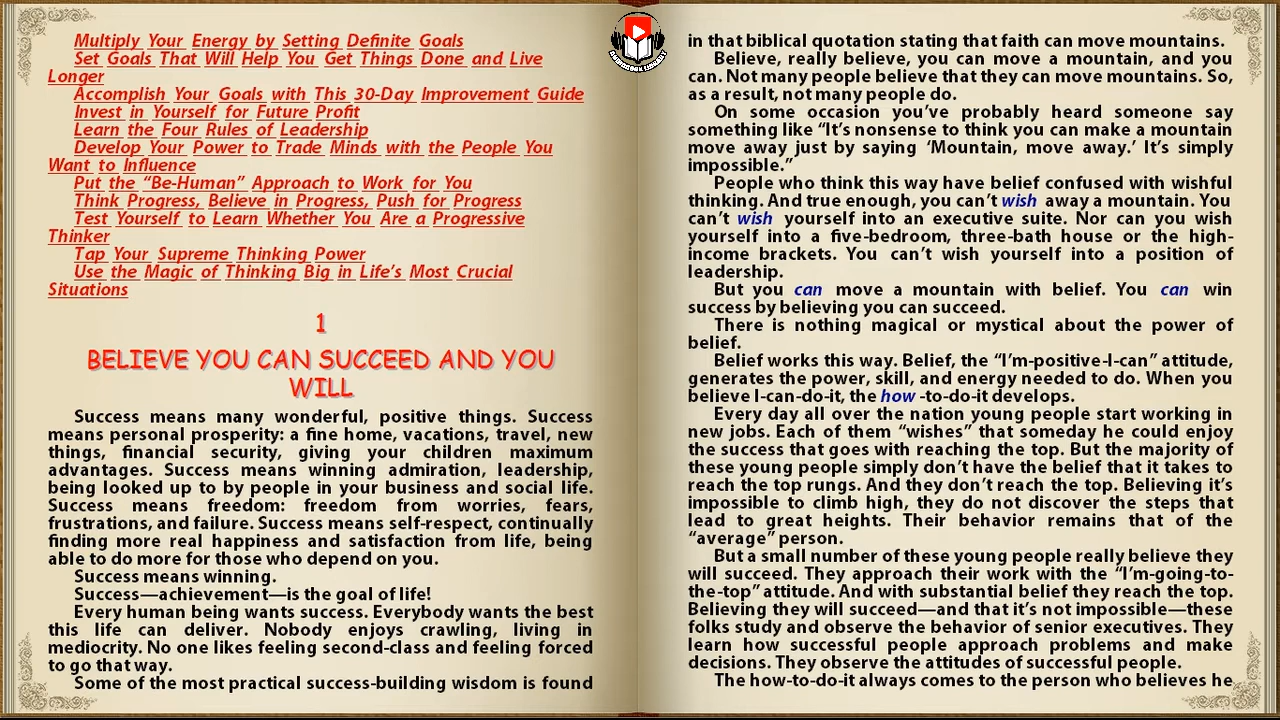 Multiply Your Energy by Setting Definite Goals
Set Goals That Will Help You Get Things Done and Live
Longer
Accomplish Your Goals with This 30-Day Improvement Guide
Invest in Yourself for Future Profit
Learn the Four Rules of Leadership
Develop Your Power to Trade Minds with the People You
Want to Influence
Put the “Be-Human” Approach to Work for You
Think Progress, Believe in Progress, Push for Progress
Test Yourself to Learn Whether You Are a Progressive
Thinker
Tap Your Supreme Thinking Power
Use the Magic of Thinking Big in Life’s Most Crucial
Situations
1
BELIEVE YOU CAN SUCCEED AND YOU
WILL
Success means many wonderful, positive things. Success
means personal prosperity: a fine home, vacations, travel, new
things, financial security, giving your children maximum
advantages. Success means winning admiration, leadership,
being looked up to by people in your business and social life.
Success means freedom: freedom from worries, fears,
frustrations, and failure. Success means self-respect, continually
finding more real happiness and satisfaction from life, being
able to do more for those who depend on you.
Success means winning.
Success—achievement—is the goal of life!
Every human being wants success. Everybody wants the best
this life can deliver. Nobody enjoys crawling, living in
mediocrity. No one likes feeling second-class and feeling forced
to go that way.
Some of the most practical success-building wisdom is found
in that biblical quotation stating that faith can move mountains.
Believe, really believe, you can move a mountain, and you
can. Not many people believe that they can move mountains. So,
as a result, not many people do.
On some occasion you’ve probably heard someone say
something like “It’s nonsense to think you can make a mountain
move away just by saying ‘Mountain, move away.’ It’s simply
impossible.”
People who think this way have belief confused with wishful
thinking. And true enough, you can’t wish away a mountain. You
can’t wish yourself into an executive suite. Nor can you wish
yourself into a five-bedroom, three-bath house or the high-
income brackets. You can’t wish yourself into a position of
leadership.
But you can move a mountain with belief. You can win
success by believing you can succeed.
There is nothing magical or mystical about the power of
belief.
Belief works this way. Belief, the “I’m-positive-I-can” attitude,
generates the power, skill, and energy needed to do. When you
believe I-can-do-it, the how -to-do-it develops.
Every day all over the nation young people start working in
new jobs. Each of them “wishes” that someday he could enjoy
the success that goes with reaching the top. But the majority of
these young people simply don’t have the belief that it takes to
reach the top rungs. And they don’t reach the top. Believing it’s
impossible to climb high, they do not discover the steps that
lead to great heights. Their behavior remains that of the
“average” person.
But a small number of these young people really believe they
will succeed. They approach their work with the “I’m-going-to-
the-top” attitude. And with substantial belief they reach the top.
Believing they will succeed—and that it’s not impossible—these
folks study and observe the behavior of senior executives. They
learn how successful people approach problems and make
decisions. They observe the attitudes of successful people.
The how-to-do-it always comes to the person who believes he